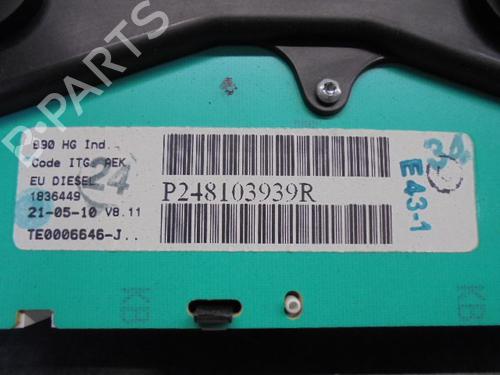 B90 HG Ind..
Code ITG. AEK
EU DIESEL
1836449
21-05-10 V8.11
TE0006646-J..
24
P248103939R
34
E43-1
KB
KB
B-PARTS